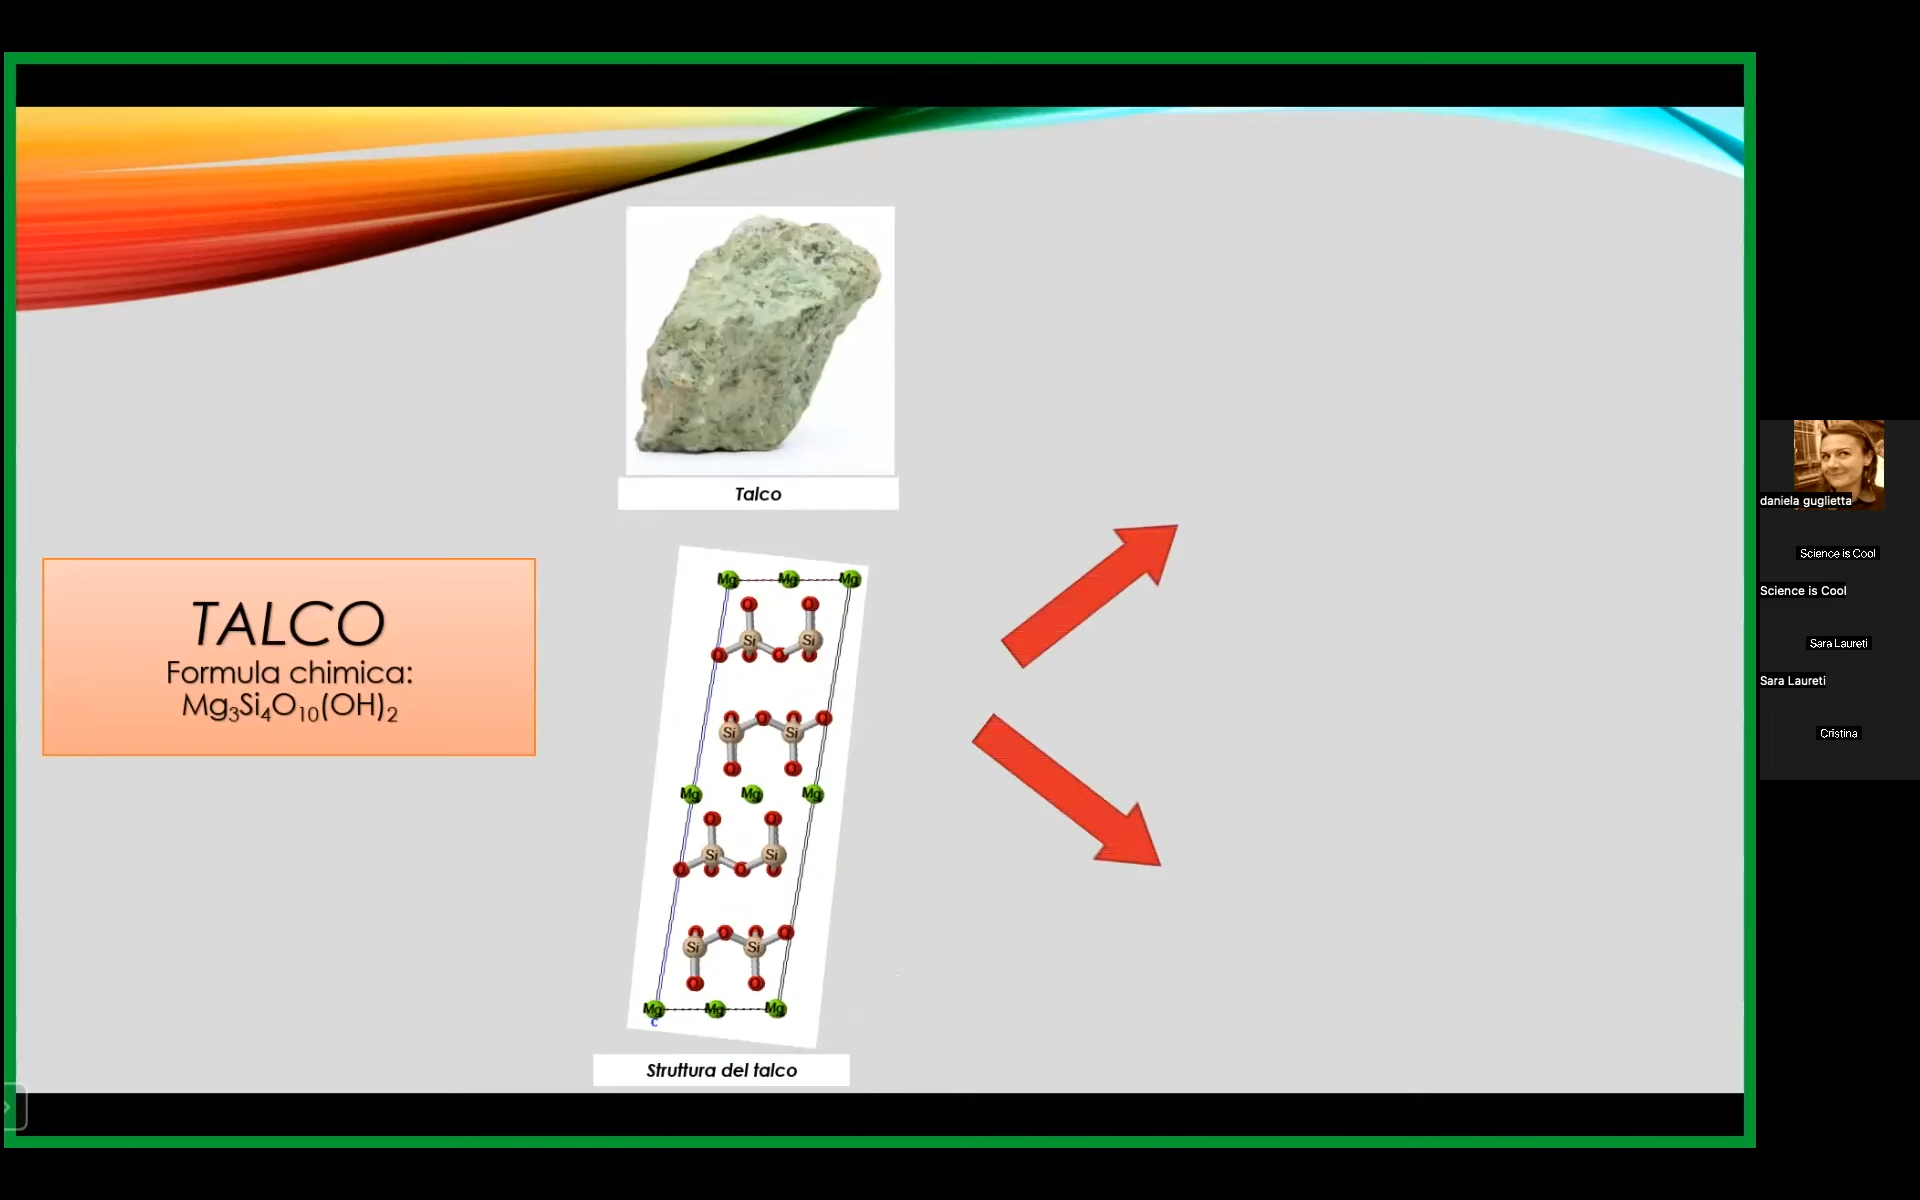 Talco
TALCO
Formula chimica:
Mg₃Si₄O₁₀(OH)₂
Mg Mg Mg
O O
Si Si
O O O O
O O O O
Si Si
O O
Mg Mg Mg
O O
Si Si
O O O O
O O O O
Si Si
O O
Mg Mg Mg
c
Struttura del talco
daniela guglietta
Science is Cool
Science is Cool
Sara Laureti
Sara Laureti
Cristina